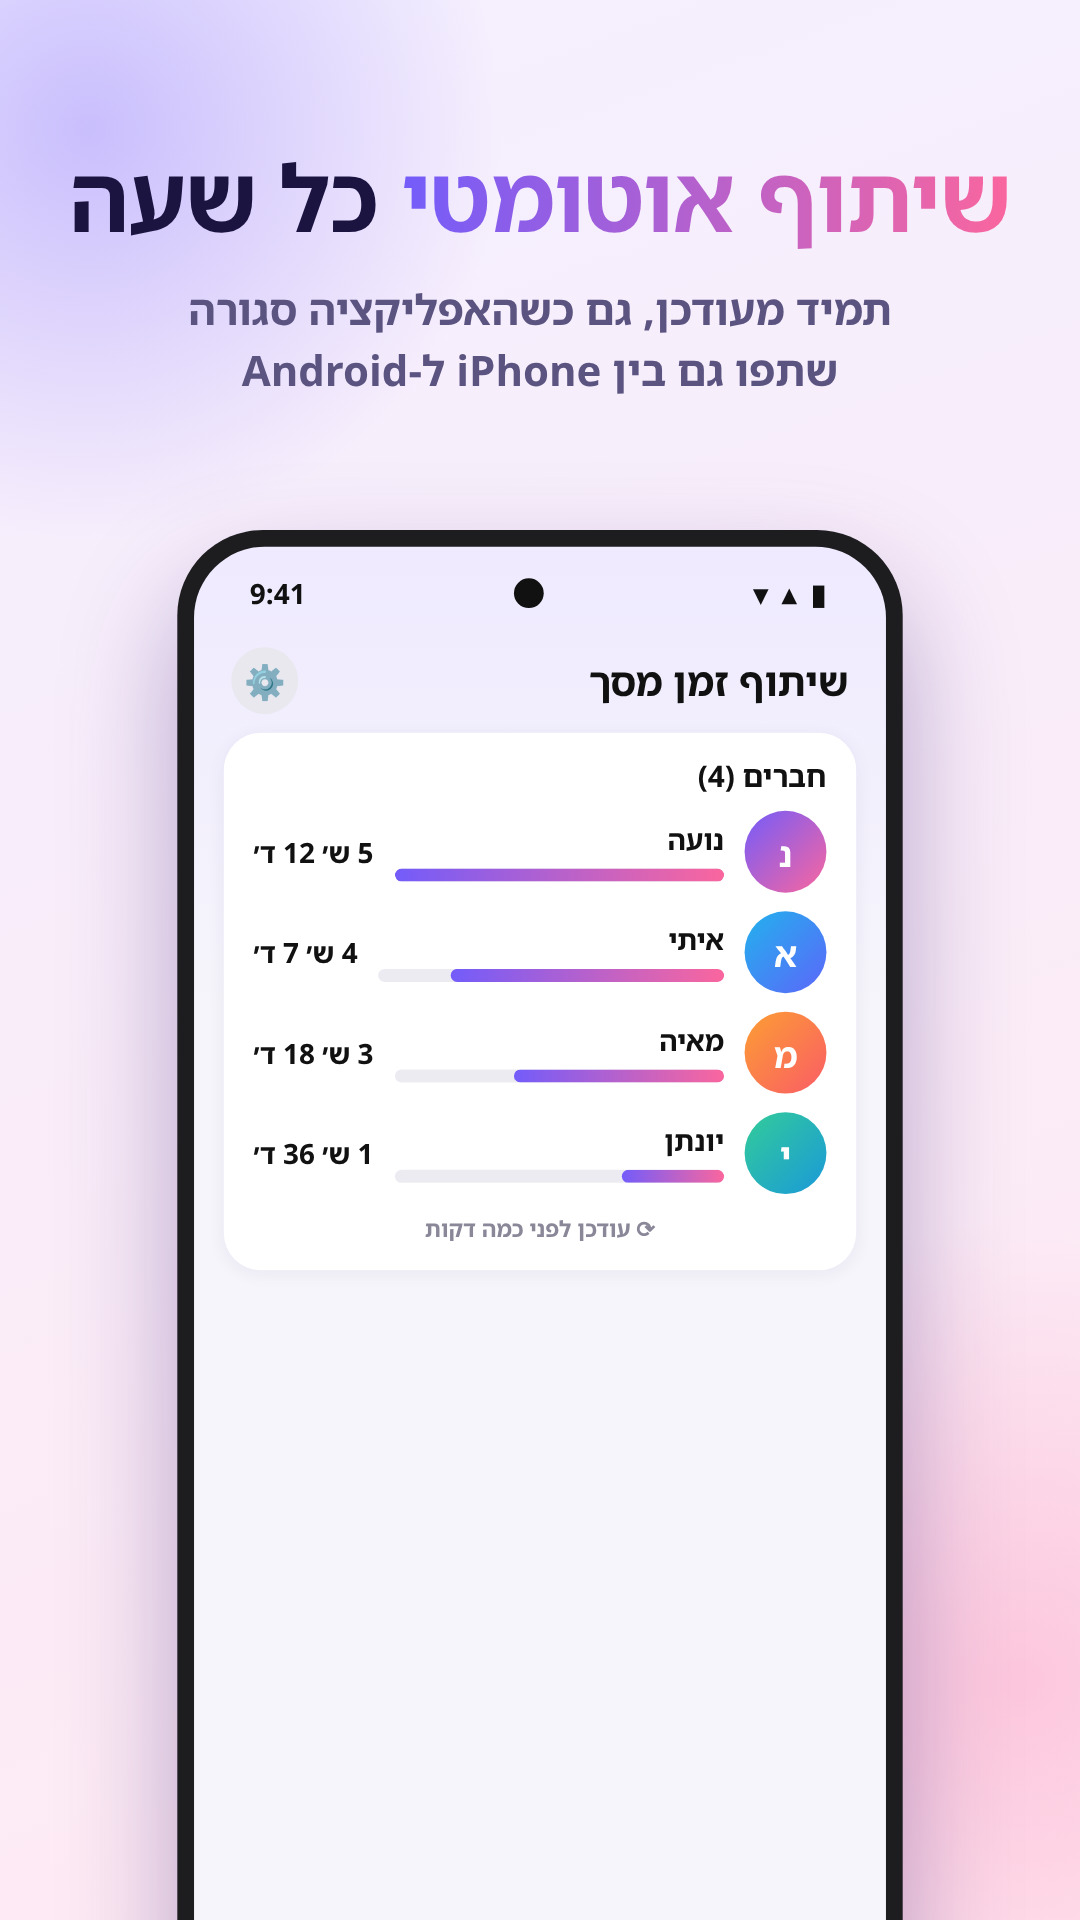 שיתוף אוטומטי כל שעה
תמיד מעודכן, גם כשהאפליקציה סגורה
שתפו גם בין iPhone ל-Android
9:41
שיתוף זמן מסך
חברים (4)
נ
נועה
5 ש׳ 12 ד׳
א
איתי
4 ש׳ 7 ד׳
מ
מאיה
3 ש׳ 18 ד׳
י
יונתן
1 ש׳ 36 ד׳
⟳ עודכן לפני כמה דקות